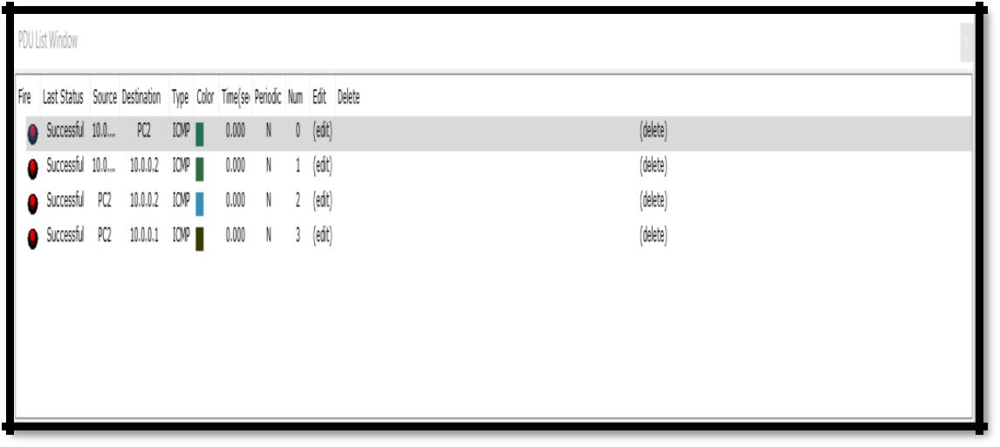 PDU List Window
Fire Last Status Source Destination Type Color Time(se Periodic Num Edit Delete
Successful 10.0.... PC2 ICMP 0.000 N 0 (edit) (delete)
Successful 10.0.... 10.0.0.2 ICMP 0.000 N 1 (edit) (delete)
Successful PC2 10.0.0.2 ICMP 0.000 N 2 (edit) (delete)
Successful PC2 10.0.0.1 ICMP 0.000 N 3 (edit) (delete)